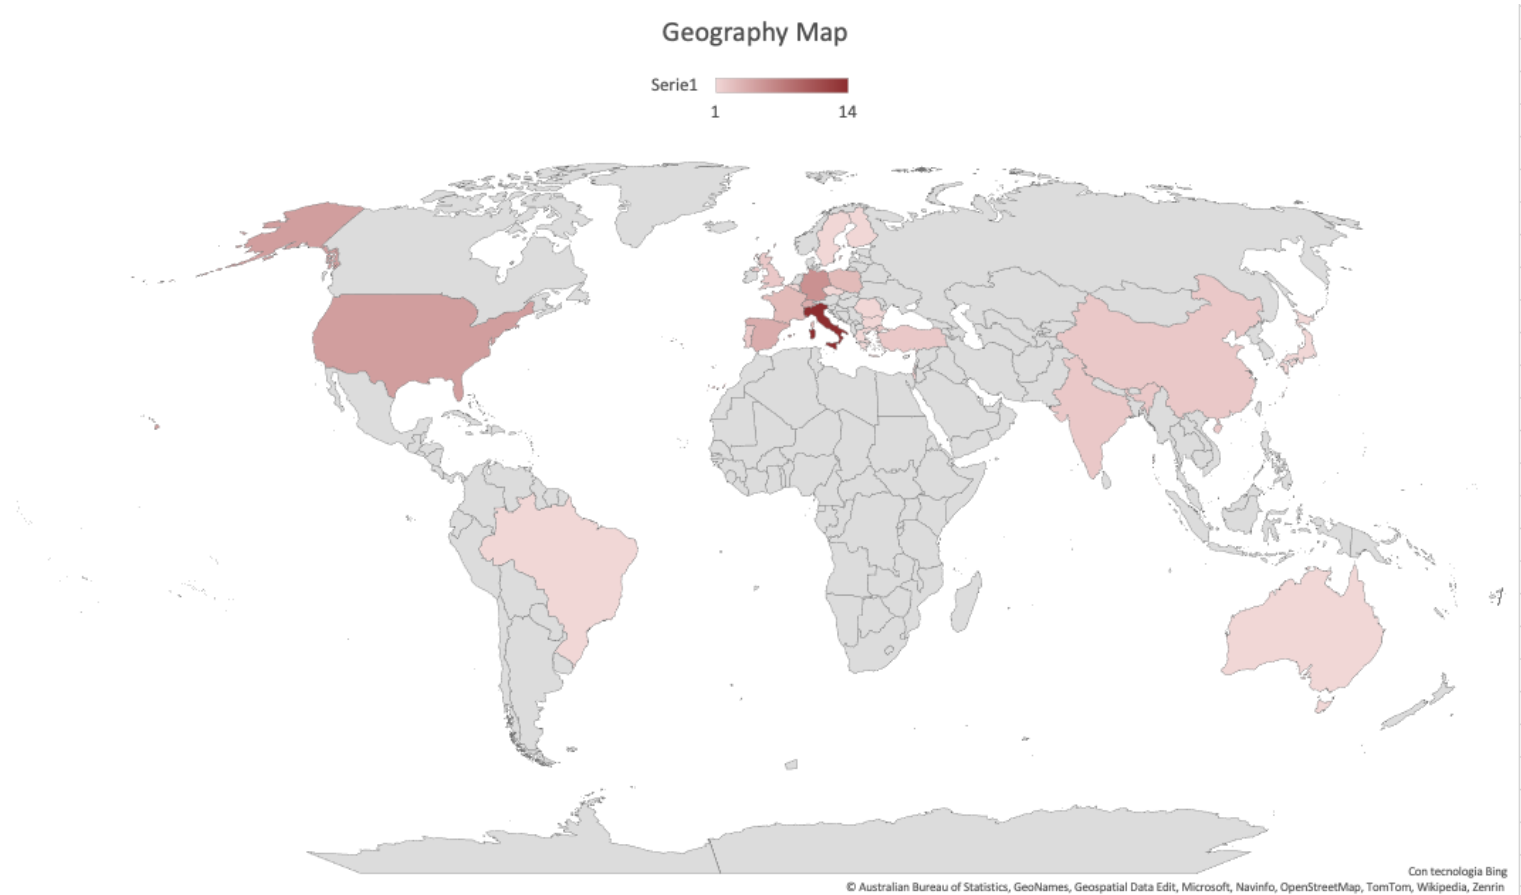 Geography Map
Serie1
1 14
Con tecnologia Bing
© Australian Bureau of Statistics, GeoNames, Geospatial Data Edit, Microsoft, Navinfo, OpenStreetMap, TomTom, Wikipedia, Zenrin